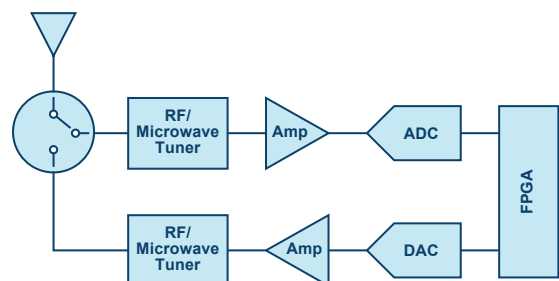 RF/
Microwave
Tuner
Amp
ADC
FPGA
RF/
Microwave
Tuner
Amp
DAC